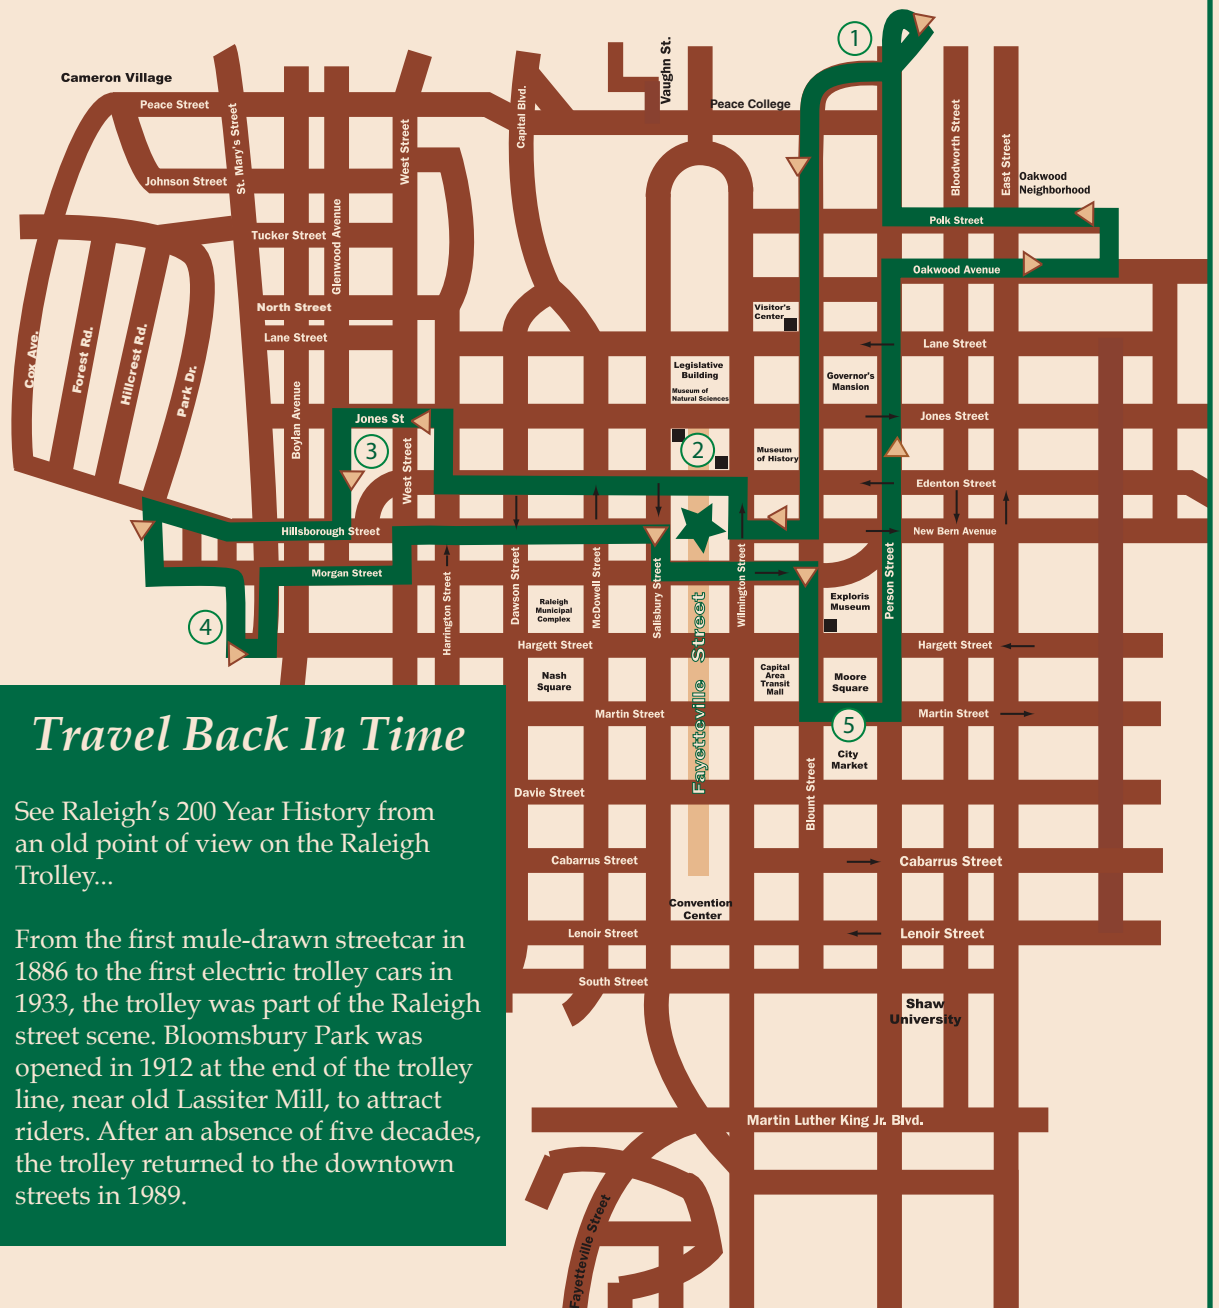 1
Vaughn St.
Cameron Village
Peace Street
Peace College
Capital Blvd.
St. Mary's Street
West Street
Bloodworth Street
East Street
Johnson Street
Oakwood
Neighborhood
Polk Street
Tucker Street
Glenwood Avenue
Oakwood Avenue
North Street
Visitor's
Center
Lane Street
Lane Street
Cox Ave.
Forest Rd.
Hillcrest Rd.
Park Dr.
Boylan Avenue
Legislative
Building
Museum of
Natural Sciences
Governor's
Mansion
Jones St
Jones Street
3
2
West Street
Museum
of History
Edenton Street
Hillsborough Street
New Bern Avenue
Morgan Street
Harrington Street
Dawson Street
McDowell Street
Salisbury Street
Wilmington Street
Person Street
Raleigh
Municipal
Complex
Exploris
Museum
4
Hargett Street
Hargett Street
Fayetteville Street
Nash
Square
Capital
Area
Transit
Mall
Moore
Square
Martin Street
Martin Street
5
City
Market
Blount Street
Davie Street
Cabarrus Street
Cabarrus Street
Convention
Center
Lenoir Street
Lenoir Street
South Street
Shaw
University
Martin Luther King Jr. Blvd.
Fayetteville Street
Travel Back In Time
See Raleigh's 200 Year History from
an old point of view on the Raleigh
Trolley...
From the first mule-drawn streetcar in
1886 to the first electric trolley cars in
1933, the trolley was part of the Raleigh
street scene. Bloomsbury Park was
opened in 1912 at the end of the trolley
line, near old Lassiter Mill, to attract
riders. After an absence of five decades,
the trolley returned to the downtown
streets in 1989.